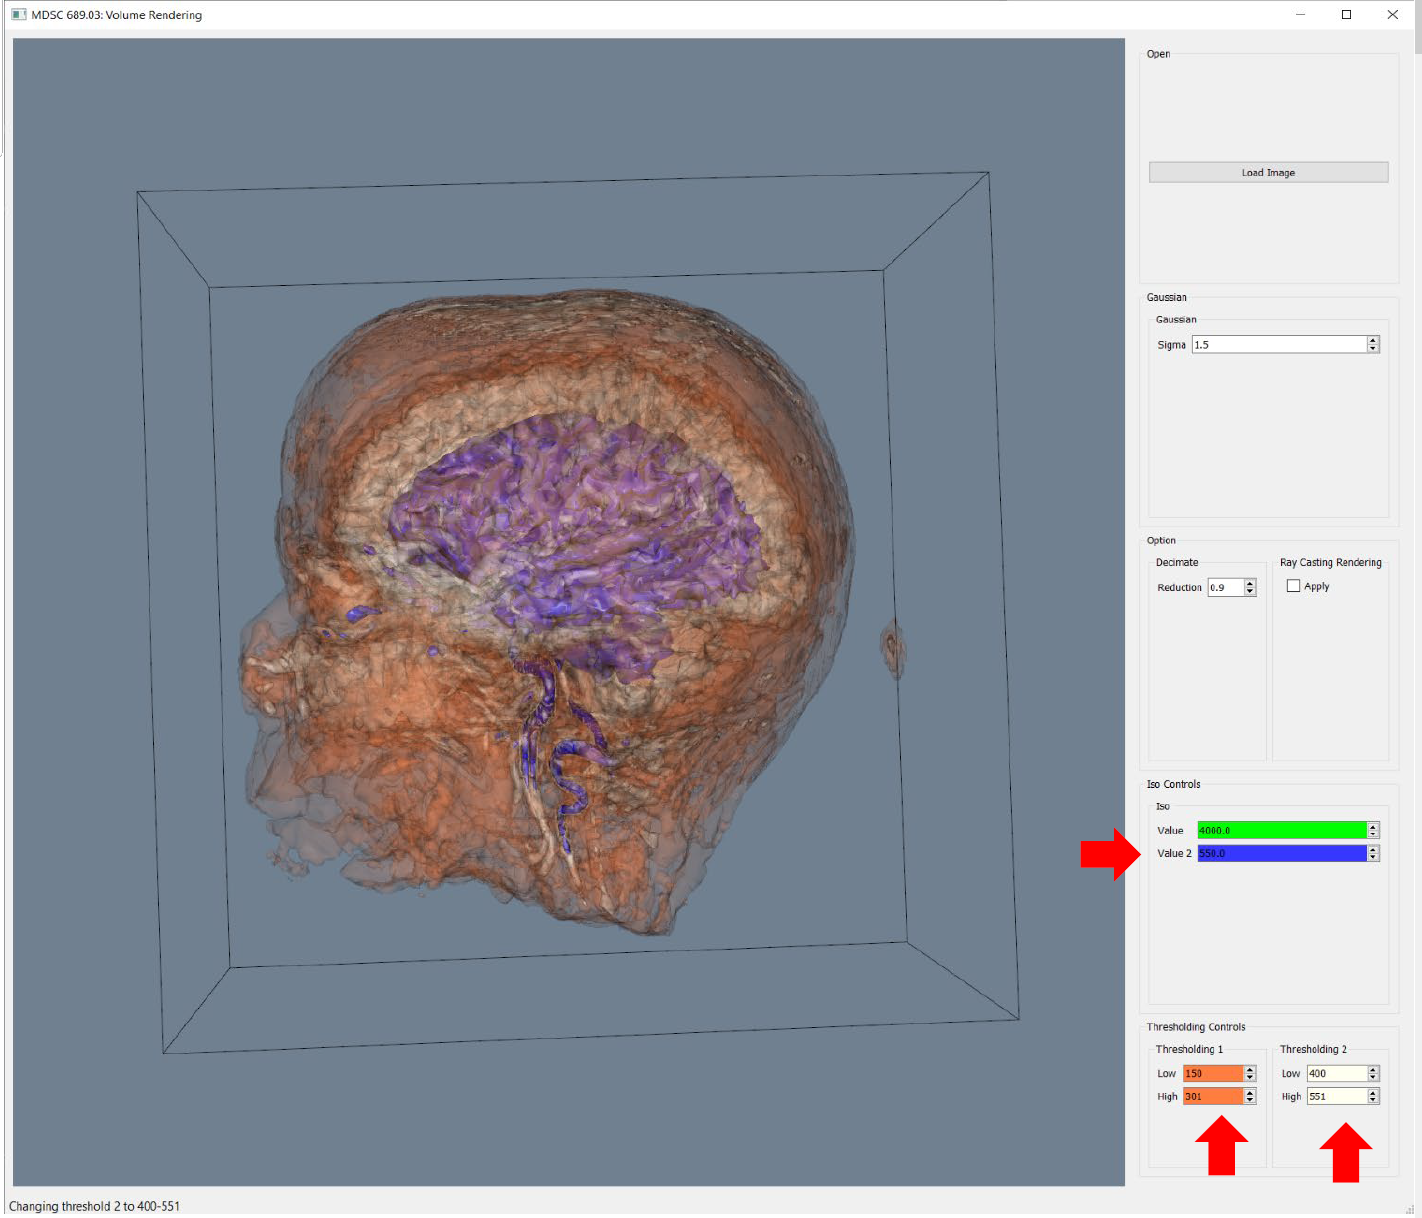 MDSC 689.03: Volume Rendering
Open
Load Image
Gaussian
Gaussian
Sigma 1.5
Option
Decimate
Reduction 0.9
Ray Casting Rendering
Apply
Iso Controls
Iso
Value 4000.0
Value 2 550.0
Thresholding Controls
Thresholding 1
Low 150
High 301
Thresholding 2
Low 400
High 551
Changing threshold 2 to 400-551